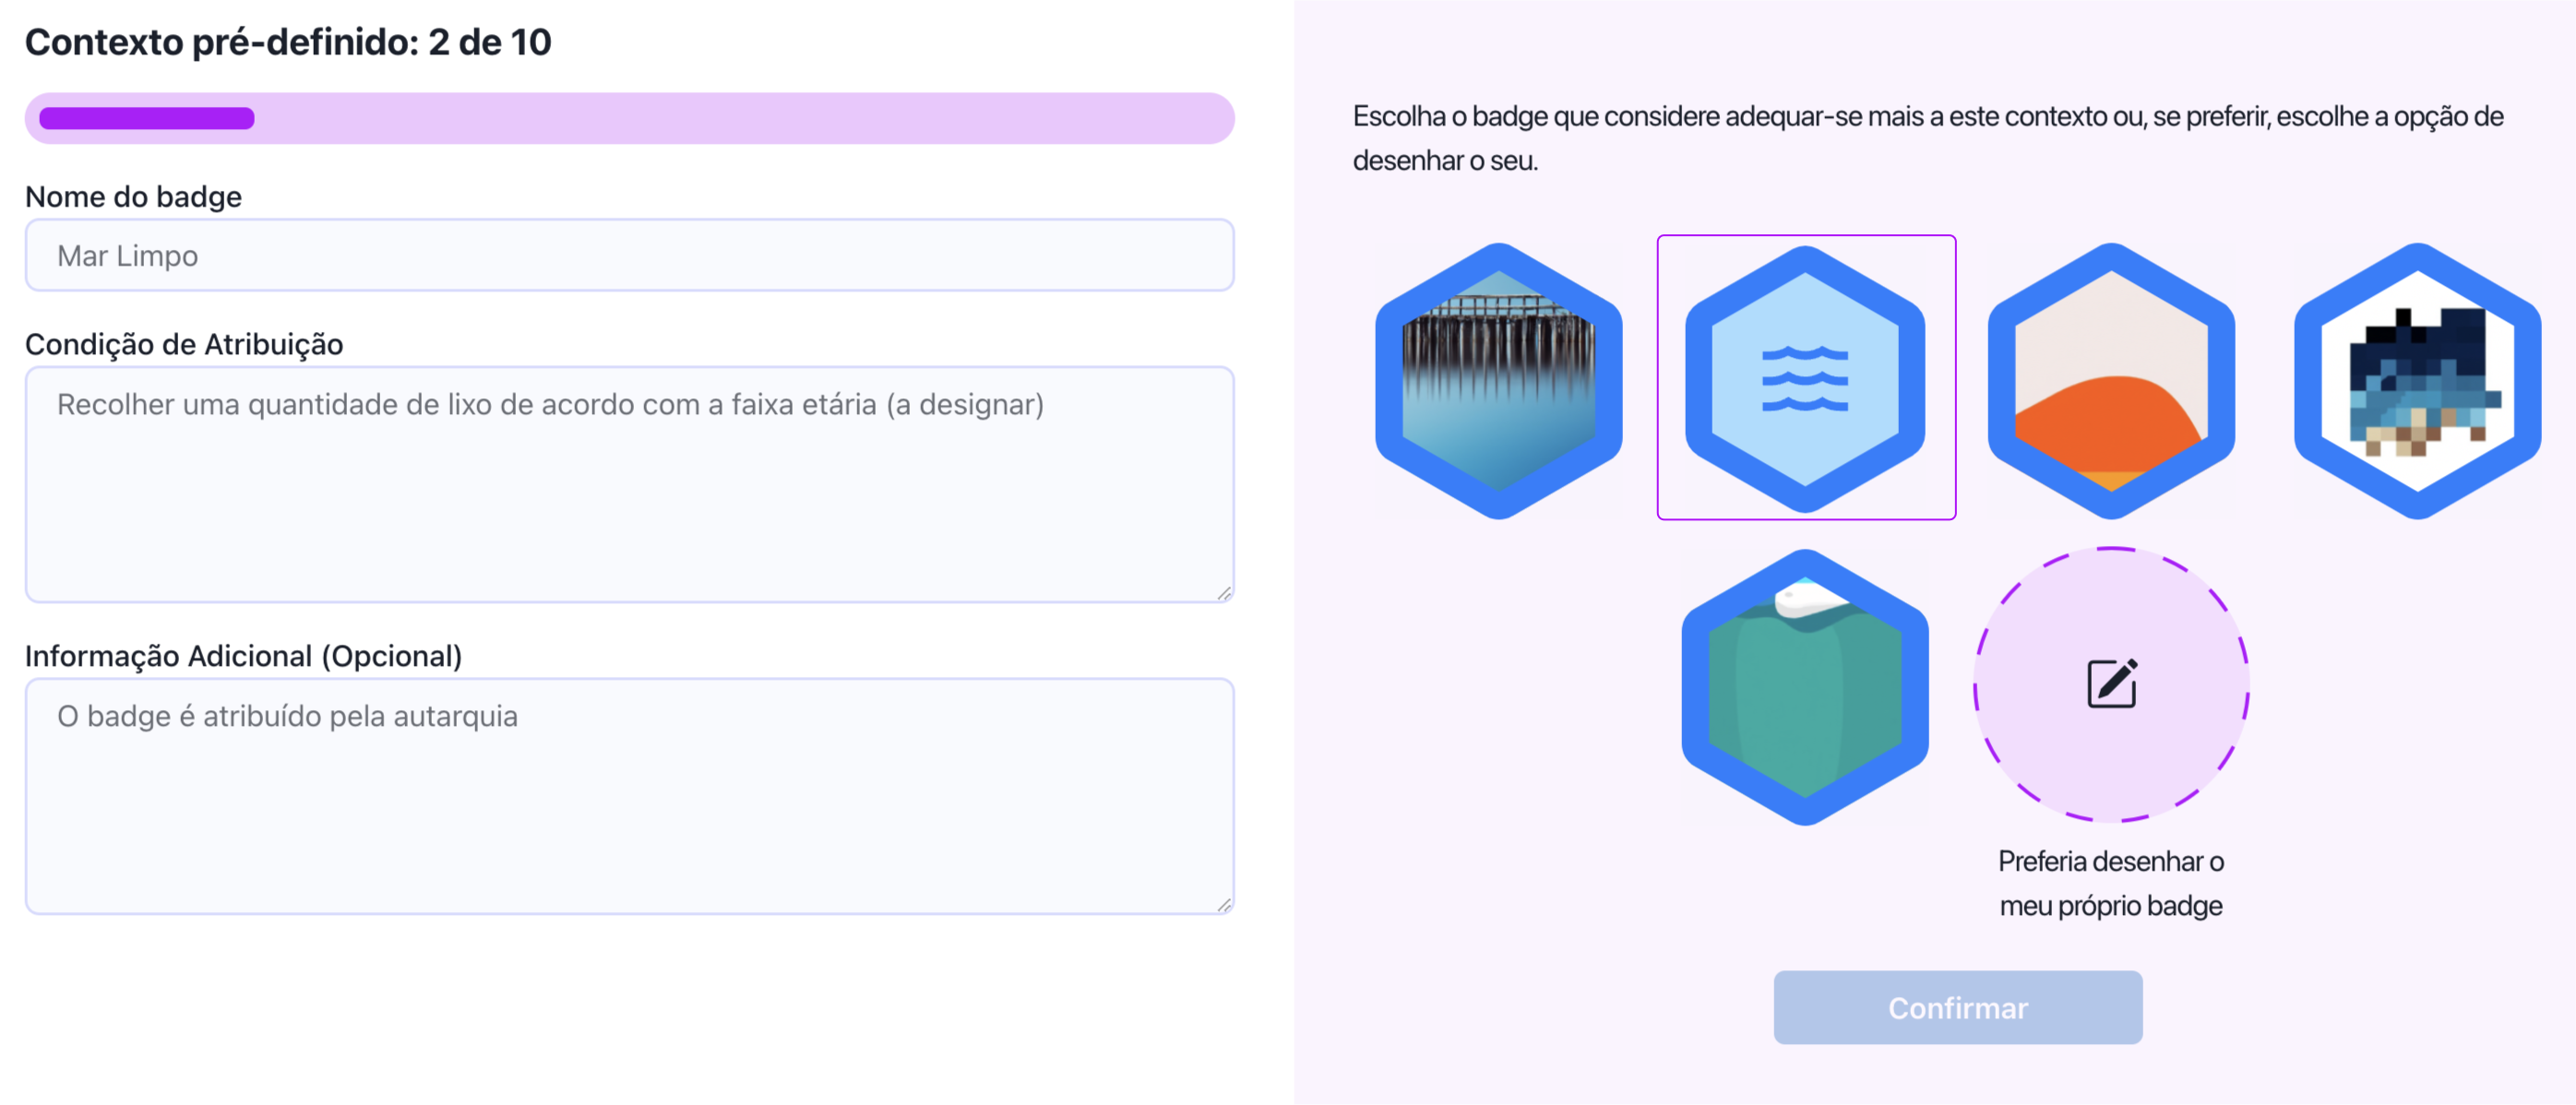 Contexto pré-definido: 2 de 10
Nome do badge
Mar Limpo
Condição de Atribuição
Recolher uma quantidade de lixo de acordo com a faixa etária (a designar)
Informação Adicional (Opcional)
O badge é atribuído pela autarquia
Escolha o badge que considere adequar-se mais a este contexto ou, se preferir, escolhe a opção de
desenhar o seu.
Preferia desenhar o
meu próprio badge
Confirmar